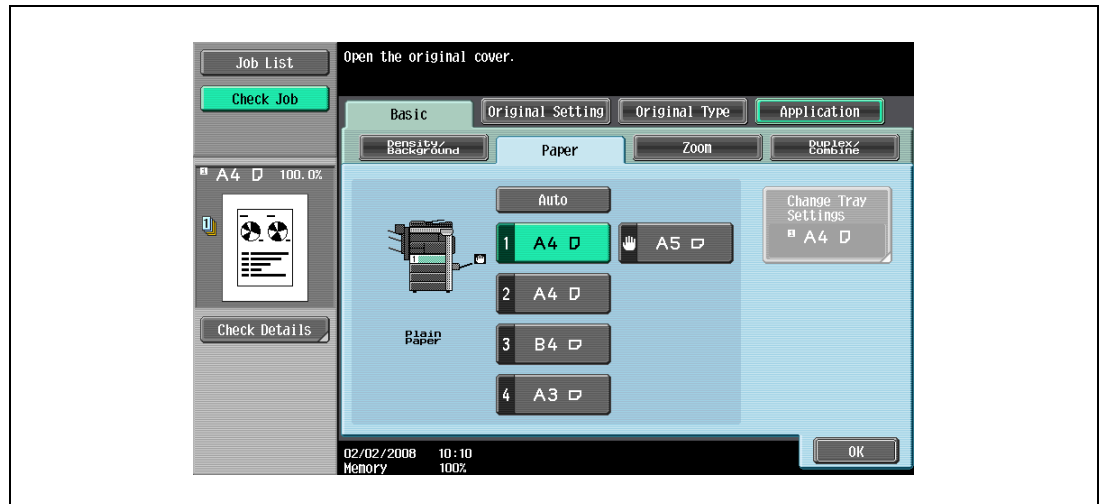 Job List
Open the original cover.
Check Job
Basic
Original Setting
Original Type
Application
Density/
Background
Paper
Zoom
Duplex/
Combine
A4 100.0%
1
Auto
Change Tray
Settings
A4
1 A4
A5
1
2 A4
Check Details
Plain
Paper
3 B4
4 A3
02/02/2008 10:10
Memory 100%
OK